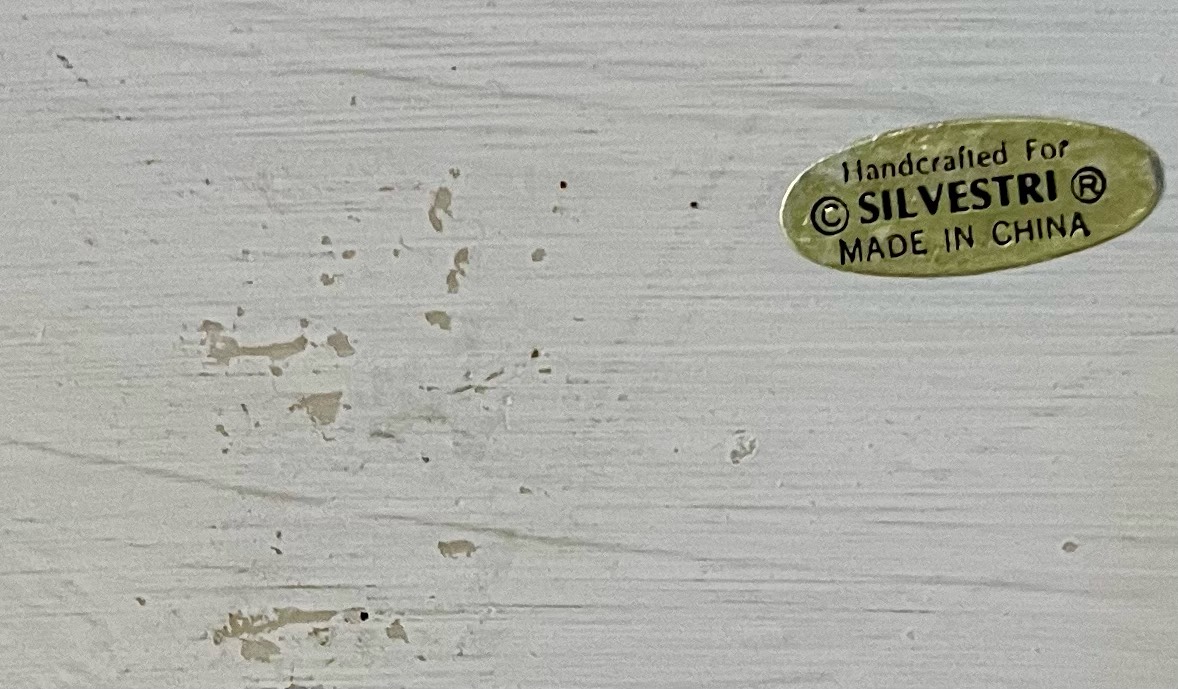 Handcrafted For
© SILVESTRI ®
MADE IN CHINA